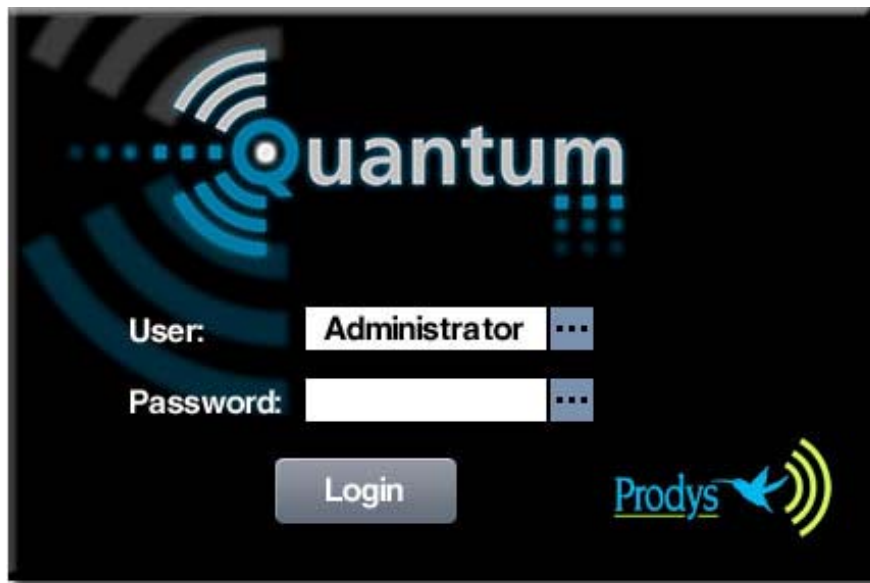 Quantum
User: Administrator ...
Password: ...
Login
Prodys